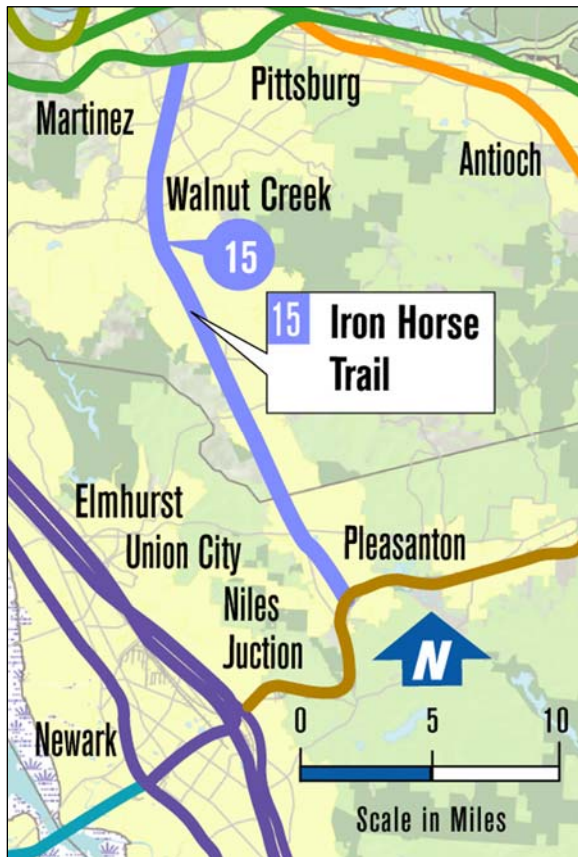 Pittsburg
Martinez
Antioch
Walnut Creek
15
15 Iron Horse
Trail
Elmhurst
Union City
Pleasanton
Niles
Juction
N
Newark
0 5 10
Scale in Miles